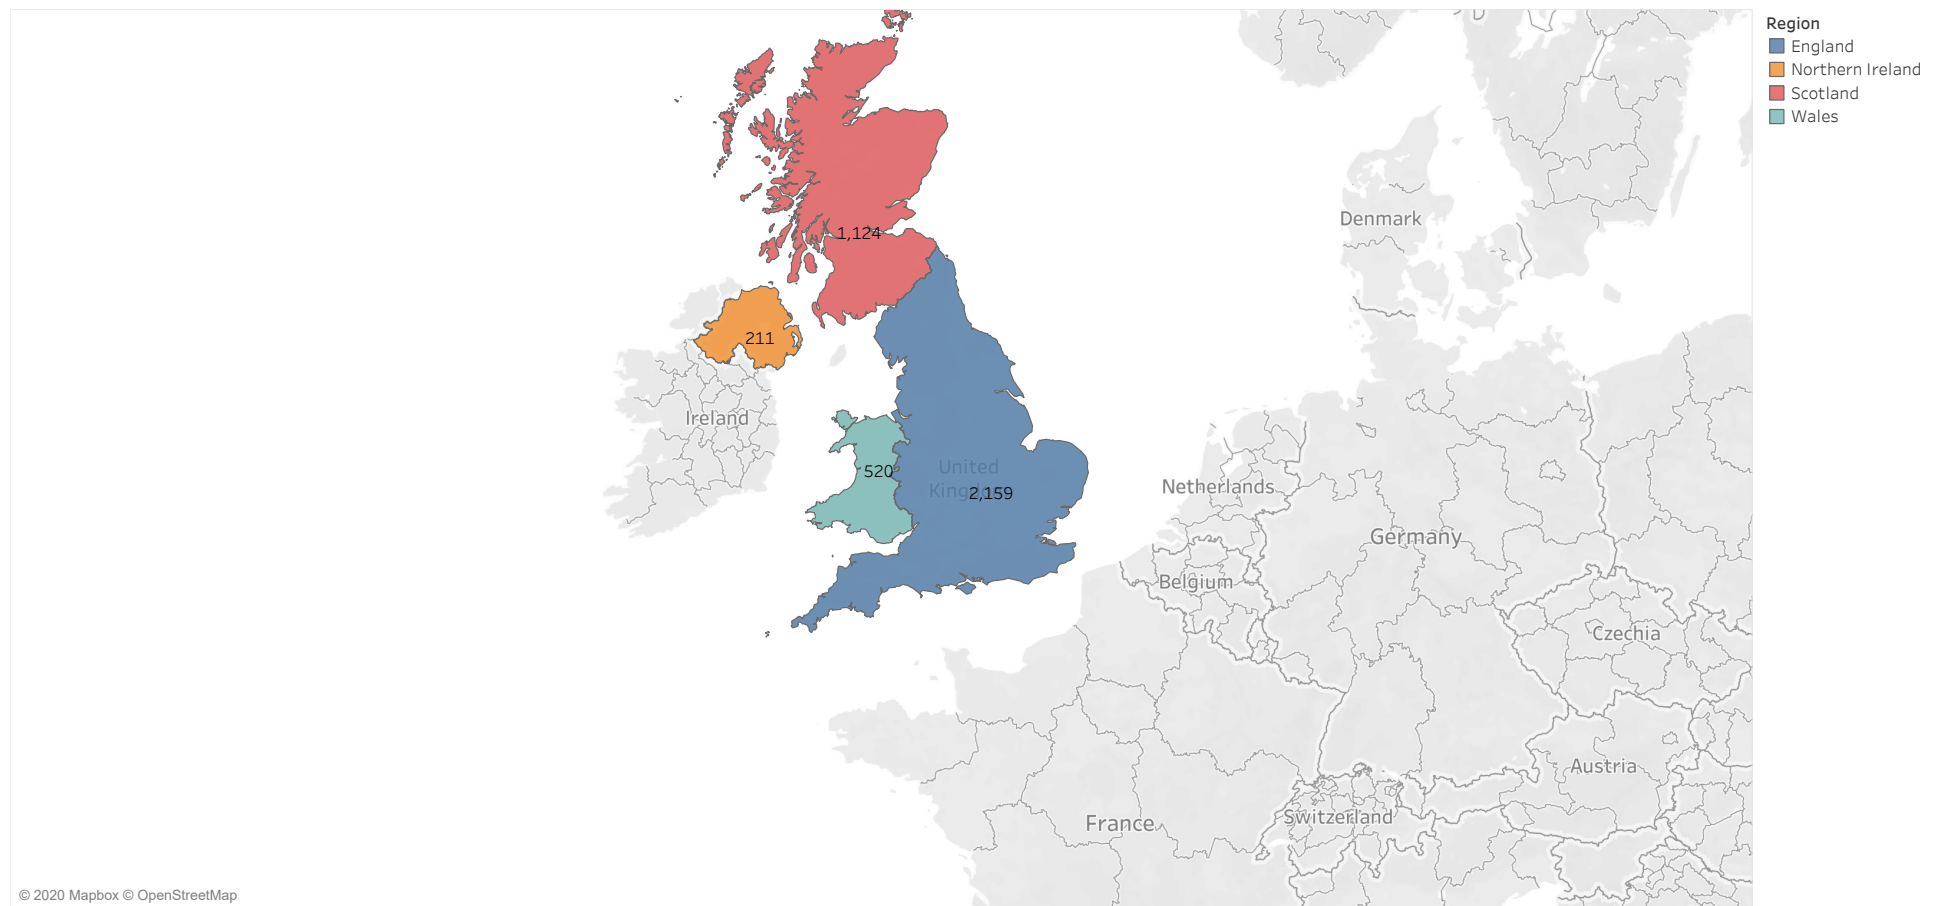 Region
England
Northern Ireland
Scotland
Wales
1,124
Denmark
211
Ireland
520
United
Kingdom
2,159
Netherlands
Germany
Belgium
Czechia
Austria
Switzerland
France
© 2020 Mapbox © OpenStreetMap